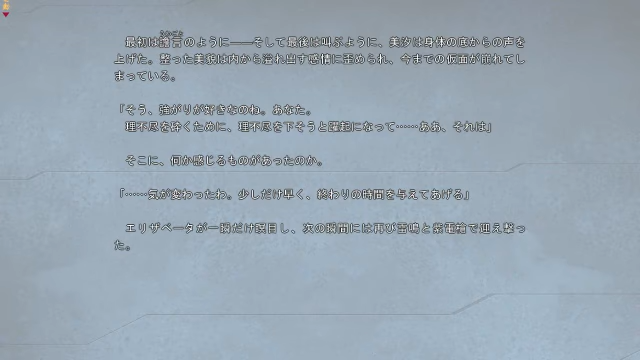 最初は譫言のように――そして最後は叫ぶように、美汐は身体の底からの声を
上げた。整った美貌は内から溢れ出す感情に歪められ、今までの仮面が崩れてし
まっている。
「そう、強がりが好きなのね。あなた。
理不尽を砕くために、理不尽を下そうと躍起になって……ああ、それは」
そこに、何か感じるものがあったのか。
「……気が変わったわ。少しだけ早く、終わりの時間を与えてあげる」
エリザベータが一瞬だけ瞑目し、次の瞬間には再び雷鳴と紫電槍で迎え撃っ
た。